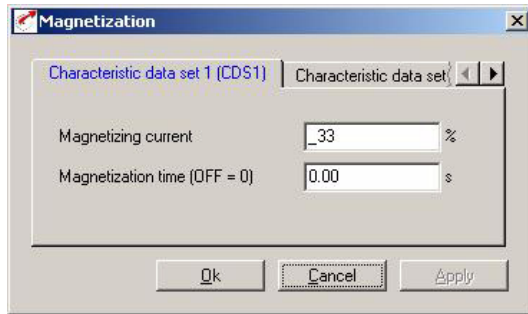 Magnetization
Characteristic data set 1 (CDS1) Characteristic data set
Magnetizing current _33 %
Magnetization time (OFF = 0) 0.00 s
Ok Cancel Apply